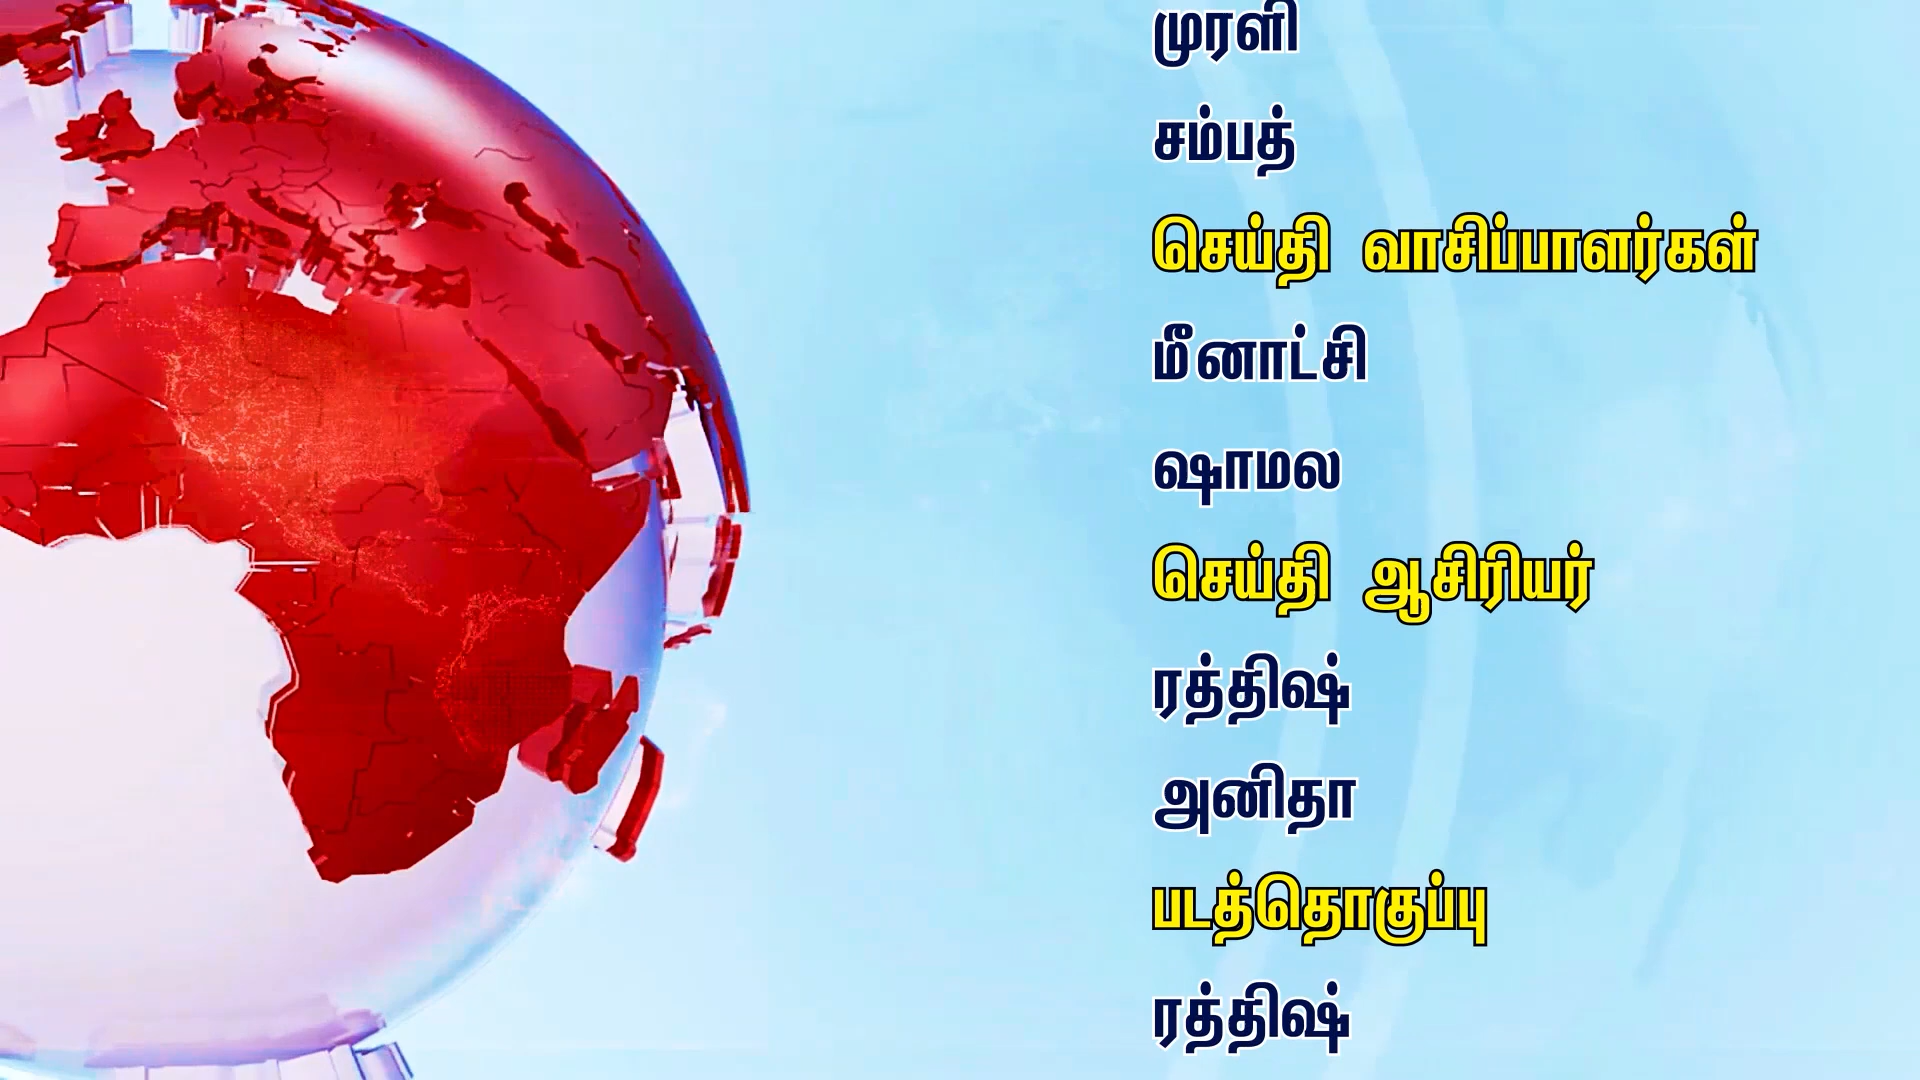 முரளி
சம்பத்
செய்தி வாசிப்பாளர்கள்
மீனாட்சி
ஷாமல
செய்தி ஆசிரியர்
ரத்திஷ்
அனிதா
படத்தொகுப்பு
ரத்திஷ்